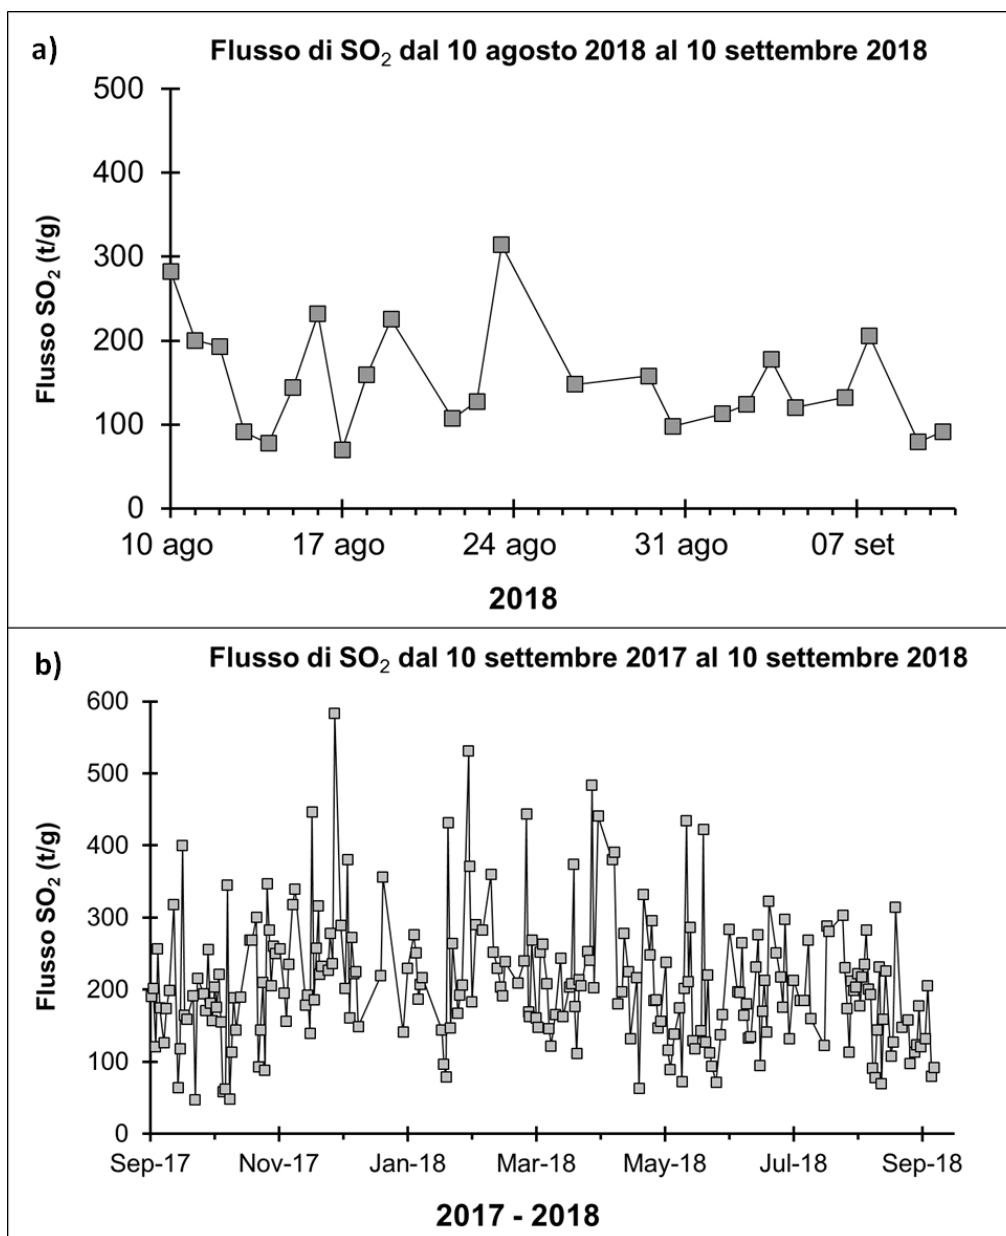 a)
Flusso di SO₂ dal 10 agosto 2018 al 10 settembre 2018
Flusso SO₂ (t/g)
500
400
300
200
100
0
10 ago 17 ago 24 ago 31 ago 07 set
2018
b)
Flusso di SO₂ dal 10 settembre 2017 al 10 settembre 2018
Flusso SO₂ (t/g)
600
500
400
300
200
100
0
Sep-17 Nov-17 Jan-18 Mar-18 May-18 Jul-18 Sep-18
2017 - 2018